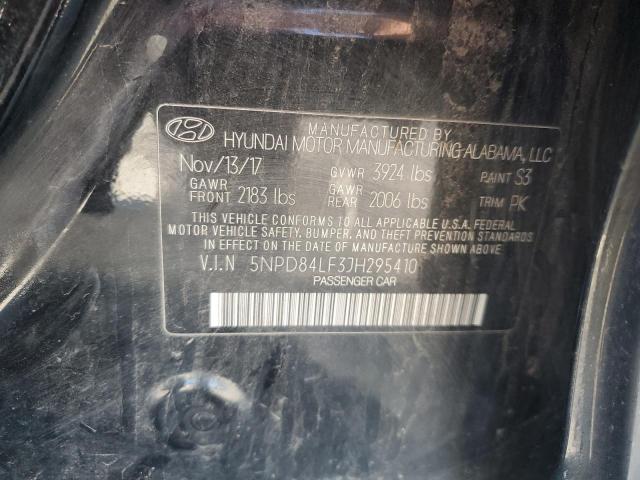 MANUFACTURED BY
HYUNDAI MOTOR MANUFACTURING ALABAMA, LLC
Nov/13/17 GVWR 3924 lbs PAINT S3
GAWR FRONT 2183 lbs GAWR REAR 2006 lbs TRIM PK
THIS VEHICLE CONFORMS TO ALL APPLICABLE U.S.A. FEDERAL
MOTOR VEHICLE SAFETY, BUMPER, AND THEFT PREVENTION
STANDARDS IN EFFECT ON THE DATE OF MANUFACTURE SHOWN
ABOVE.
V.I.N 5NPD84LF3JH295410
PASSENGER CAR